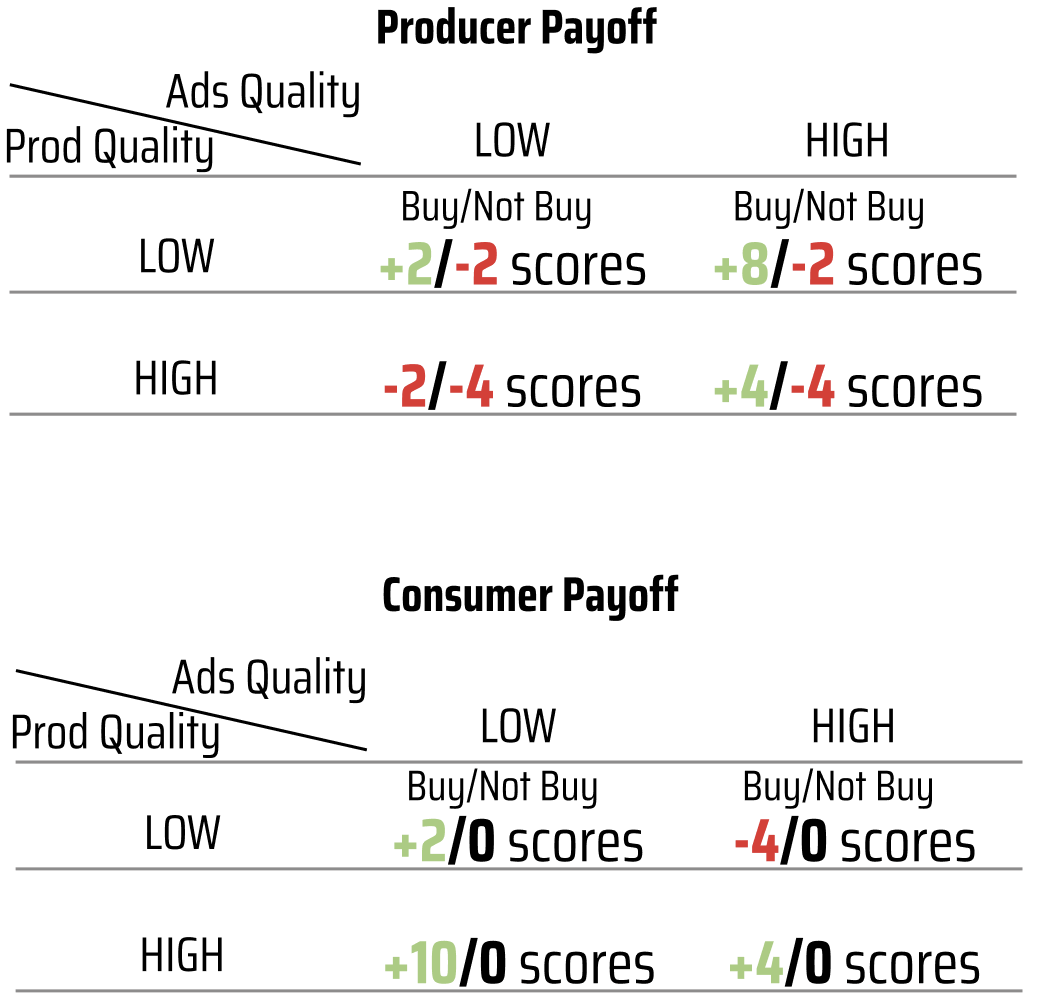 Producer Payoff
Ads Quality
Prod Quality
LOW HIGH
Buy/Not Buy Buy/Not Buy
LOW +2/-2 scores +8/-2 scores
HIGH -2/-4 scores +4/-4 scores
Consumer Payoff
Ads Quality
Prod Quality
LOW HIGH
Buy/Not Buy Buy/Not Buy
LOW +2/0 scores -4/0 scores
HIGH +10/0 scores +4/0 scores